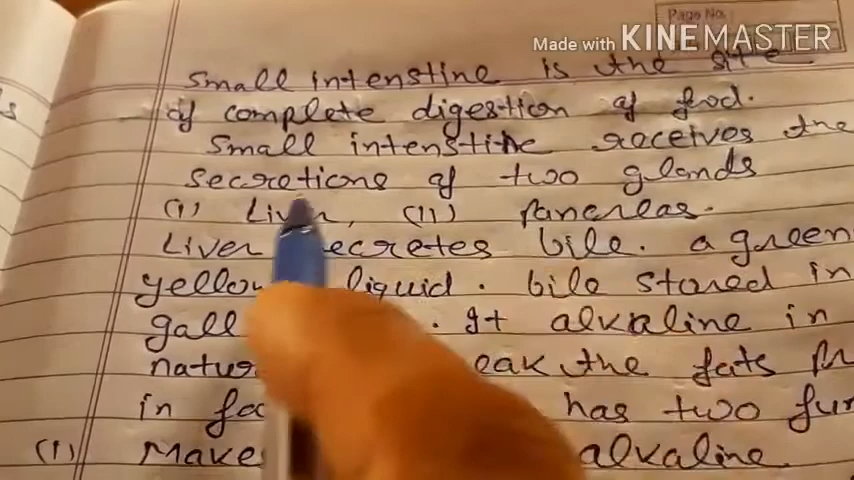 Page No.
Made with KINEMASTER
Small intenstine is the site
of complete digestion of food.
Small intenstine receives the
secretions of two glands
(i) Liver, (ii) Pancreas.
Liver secretes bile. a green
yellow liquid. bile stored in
gall . It alkaline in
nature the fats
in has two
(i) Make alkaline.